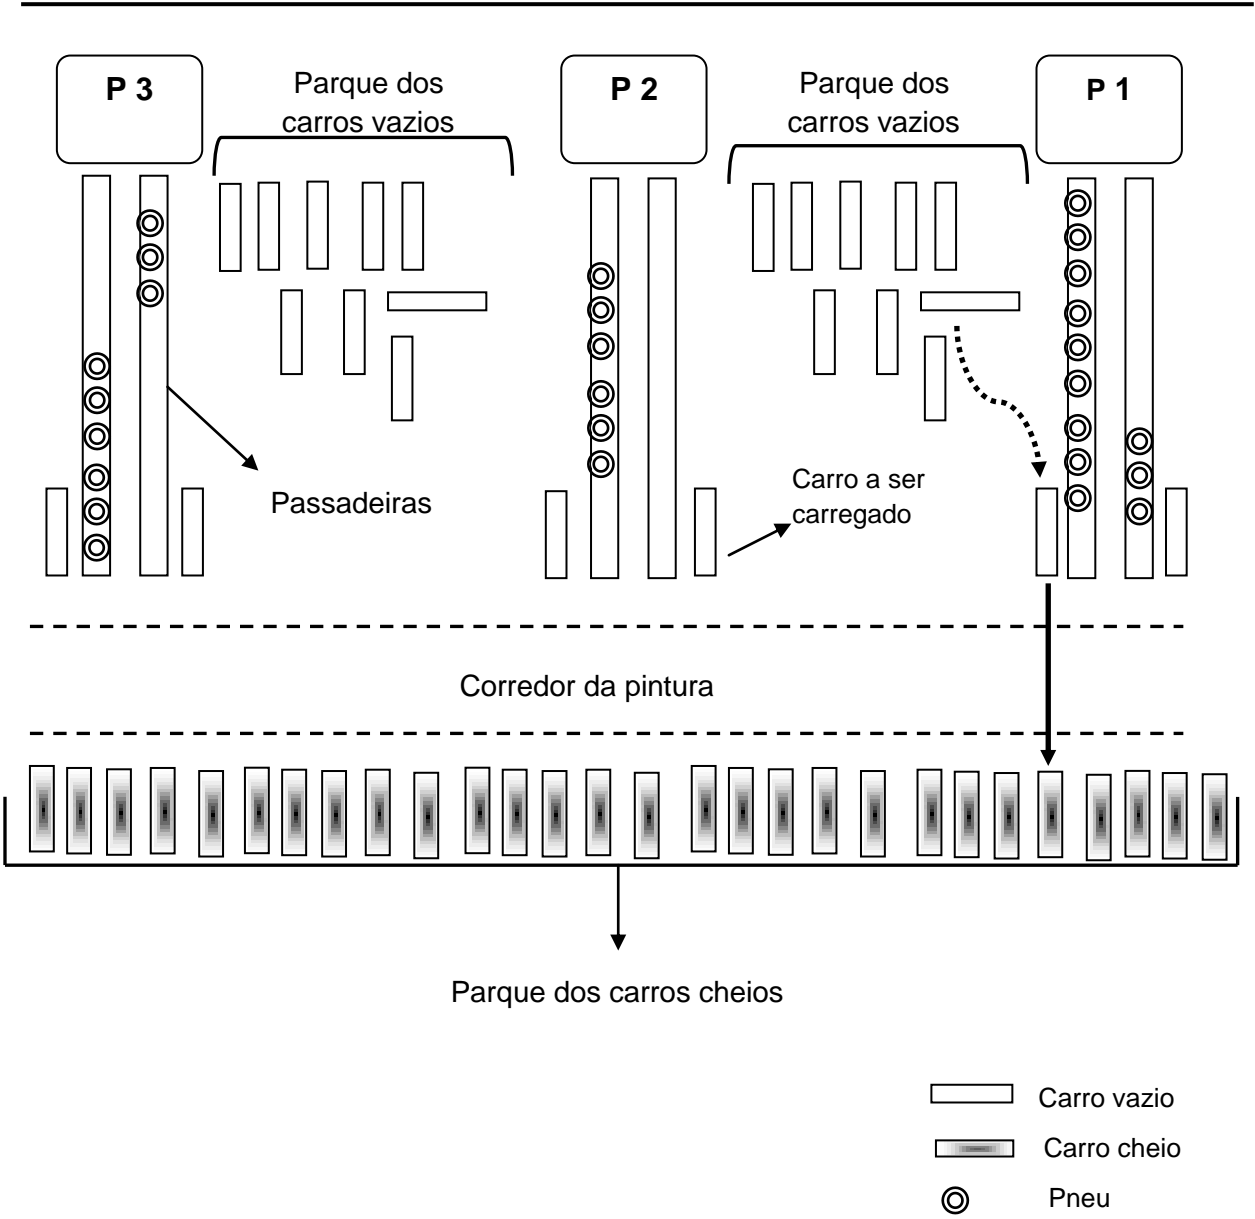 P 3
Parque dos
carros vazios
P 2
Parque dos
carros vazios
P 1
Passadeiras
Carro a ser
carregado
Corredor da pintura
Parque dos carros cheios
Carro vazio
Carro cheio
Pneu